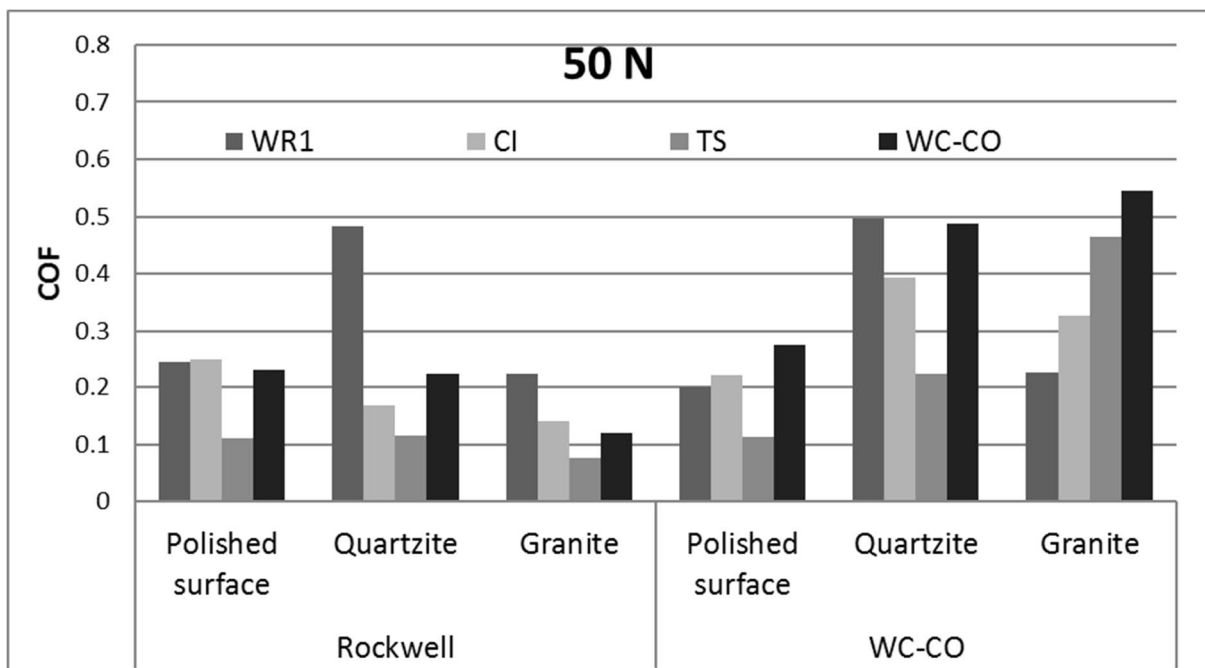 50 N
WR1 CI TS WC-CO
COF
0.8
0.7
0.6
0.5
0.4
0.3
0.2
0.1
0
Polished surface Quartzite Granite Polished surface Quartzite Granite
Rockwell WC-CO